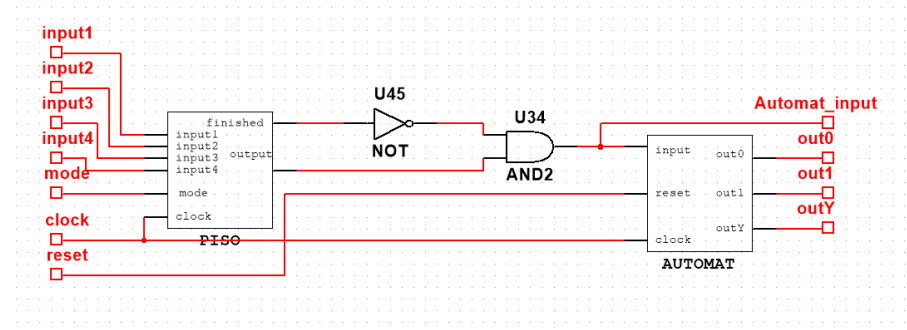 input1
input2
input3
input4
mode
clock
reset
finished
input1
input2
input3
input4
output
mode
clock
PISO
U45
NOT
U34
AND2
Automat_input
out0
out1
outY
input
reset
clock
out0
out1
outY
AUTOMAT